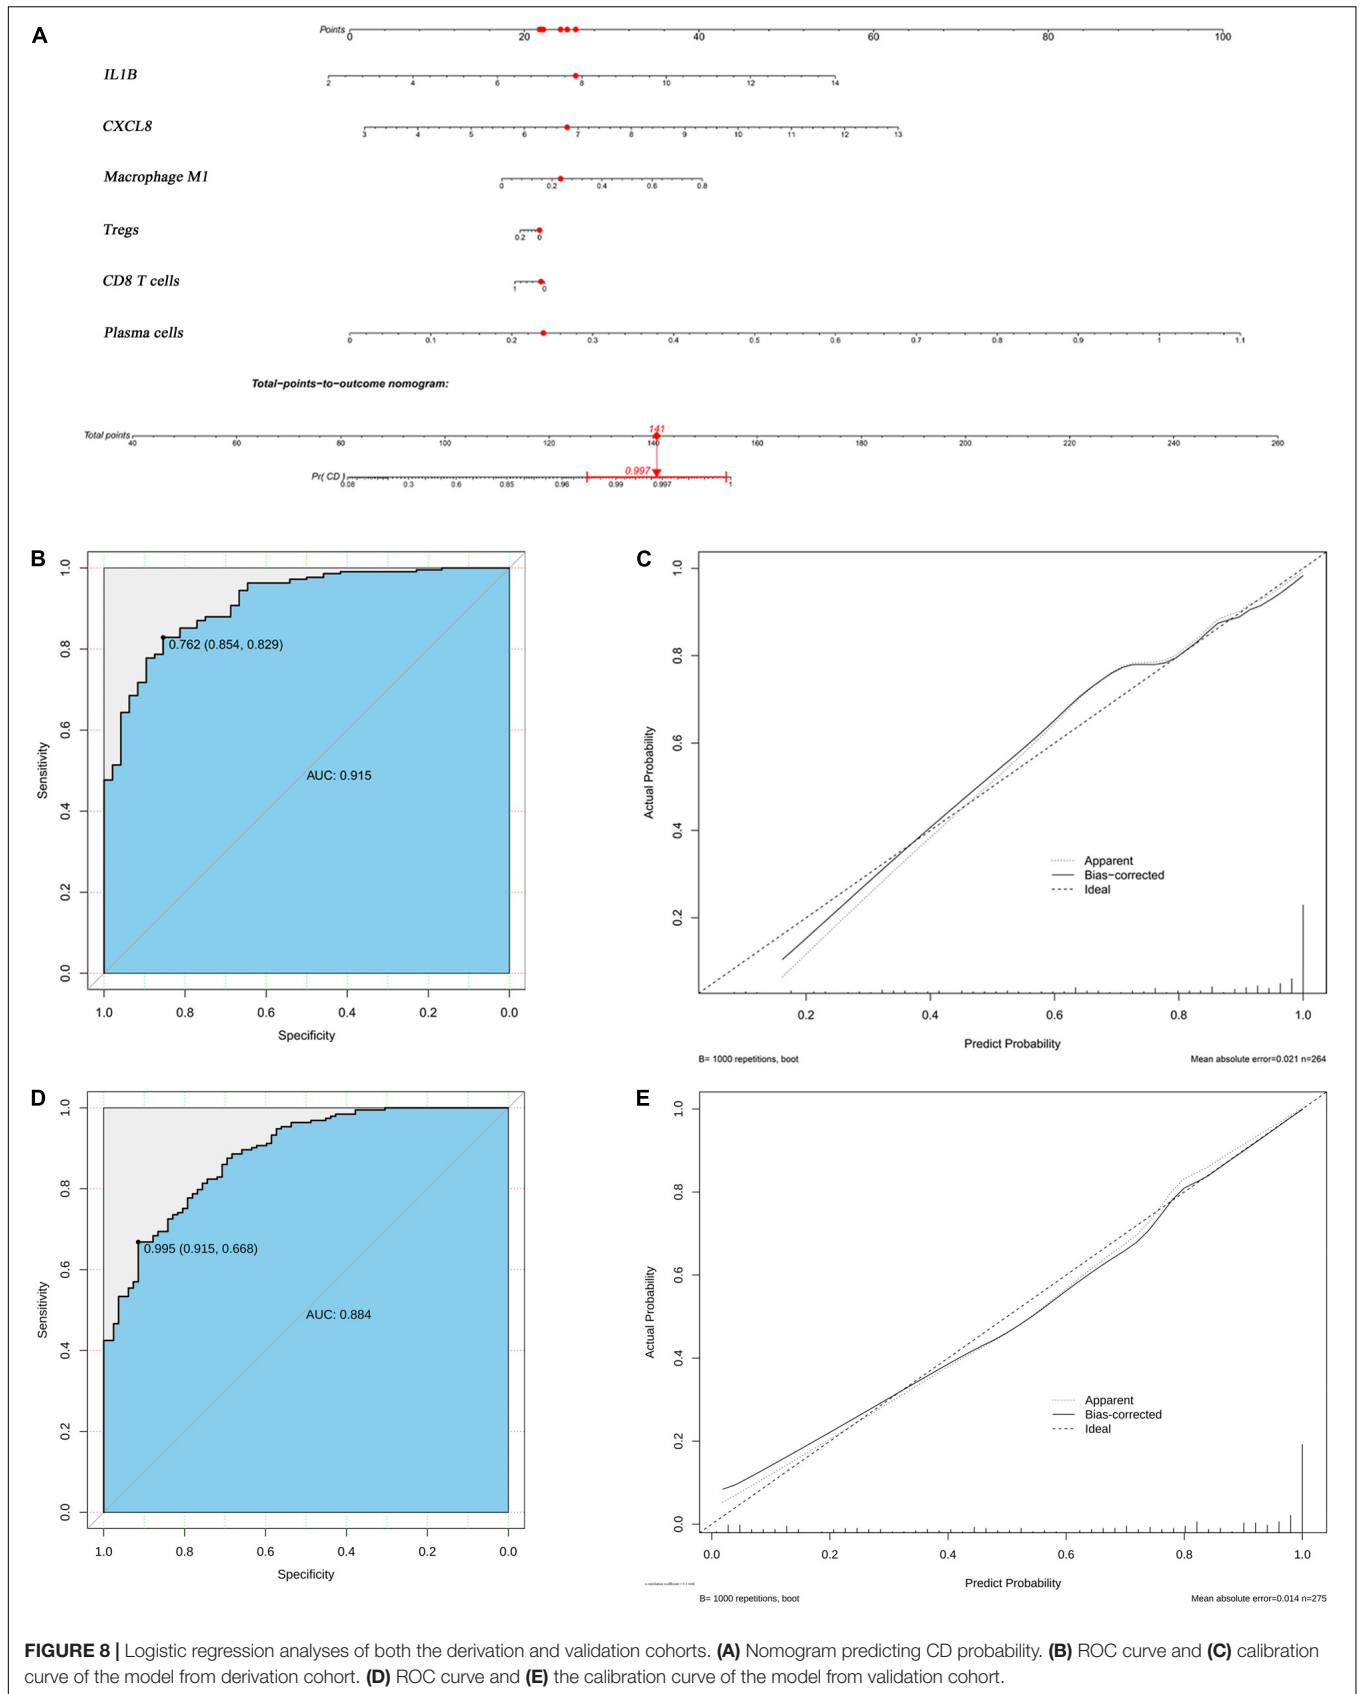 A
Points 0 20 40 60 80 100
IL1B
2 4 6 8 10 12 14
CXCL8
3 4 5 6 7 8 9 10 11 12 13
Macrophage M1
0 0.2 0.4 0.6 0.8
Tregs
0.2 0
CD8 T cells
1 0
Plasma cells
0 0.1 0.2 0.3 0.4 0.5 0.6 0.7 0.8 0.9 1 1.1
Total-points-to-outcome nomogram:
141
Total points 40 60 80 100 120 140 160 180 200 220 240 260
0.997
Pr( CD ) 0.08 0.3 0.6 0.85 0.96 0.99 0.997 1
B
Sensitivity
0.0 0.2 0.4 0.6 0.8 1.0
0.762 (0.854, 0.829)
AUC: 0.915
1.0 0.8 0.6 0.4 0.2 0.0
Specificity
C
Actual Probability
0.2 0.4 0.6 0.8 1.0
Apparent
Bias-corrected
Ideal
0.2 0.4 0.6 0.8 1.0
Predict Probability
B= 1000 repetitions, boot
Mean absolute error=0.021 n=264
D
Sensitivity
0.0 0.2 0.4 0.6 0.8 1.0
0.995 (0.915, 0.668)
AUC: 0.884
1.0 0.8 0.6 0.4 0.2 0.0
Specificity
E
Actual Probability
0.0 0.2 0.4 0.6 0.8 1.0
Apparent
Bias-corrected
Ideal
0.0 0.2 0.4 0.6 0.8 1.0
Predict Probability
B= 1000 repetitions, boot
Mean absolute error=0.014 n=275
FIGURE 8 | Logistic regression analyses of both the derivation and validation cohorts. (A) Nomogram predicting CD probability. (B) ROC curve and (C) calibration
curve of the model from derivation cohort. (D) ROC curve and (E) the calibration curve of the model from validation cohort.